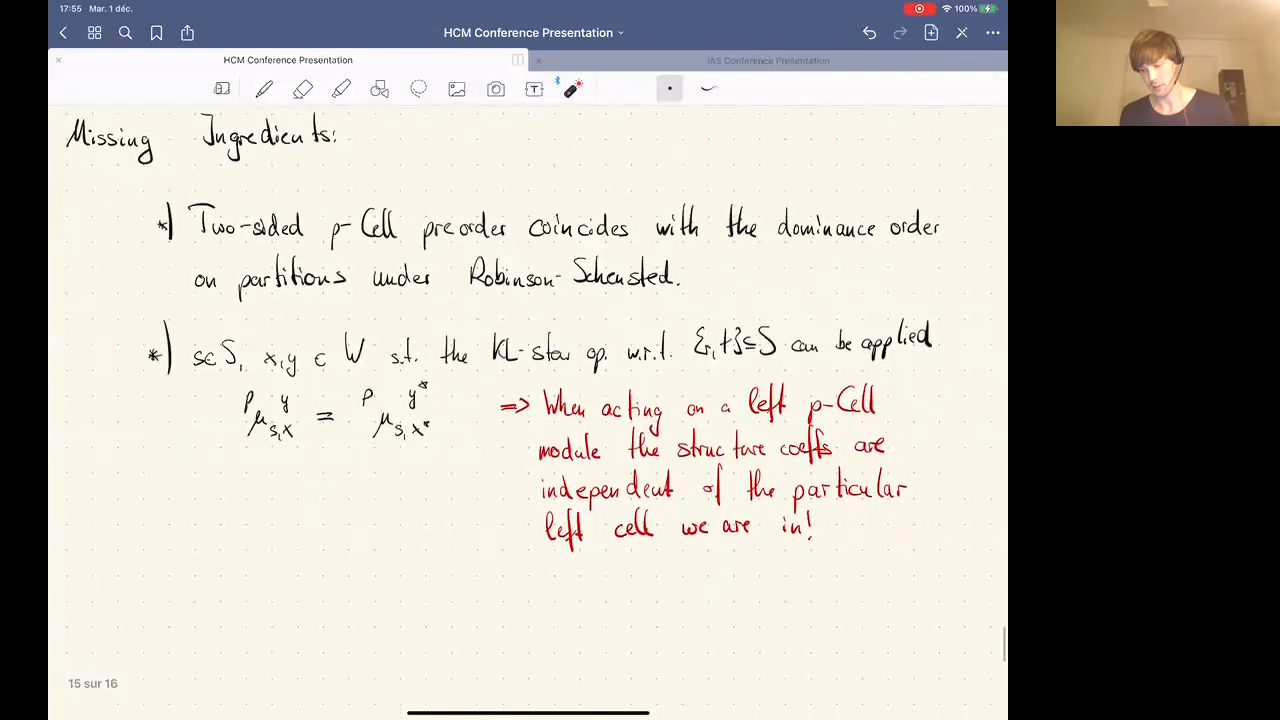 17:55 Mar. 1 déc. 100%
HCM Conference Presentation
HCM Conference Presentation IAS Conference Presentation
Missing Ingredients:
*) Two-sided p-Cell preorder coincides with the dominance order
on partitions under Robinson-Schensted.
*) s∈S, x,y ∈ W s.t. the KL-star op. w.r.t. {r,t}⊆S can be applied
ᵖμ_{s,x}^{y} = ᵖμ_{s,x*}^{y*}
=> When acting on a left p-Cell
module the structure coeffs are
independent of the particular
left cell we are in!
15 sur 16